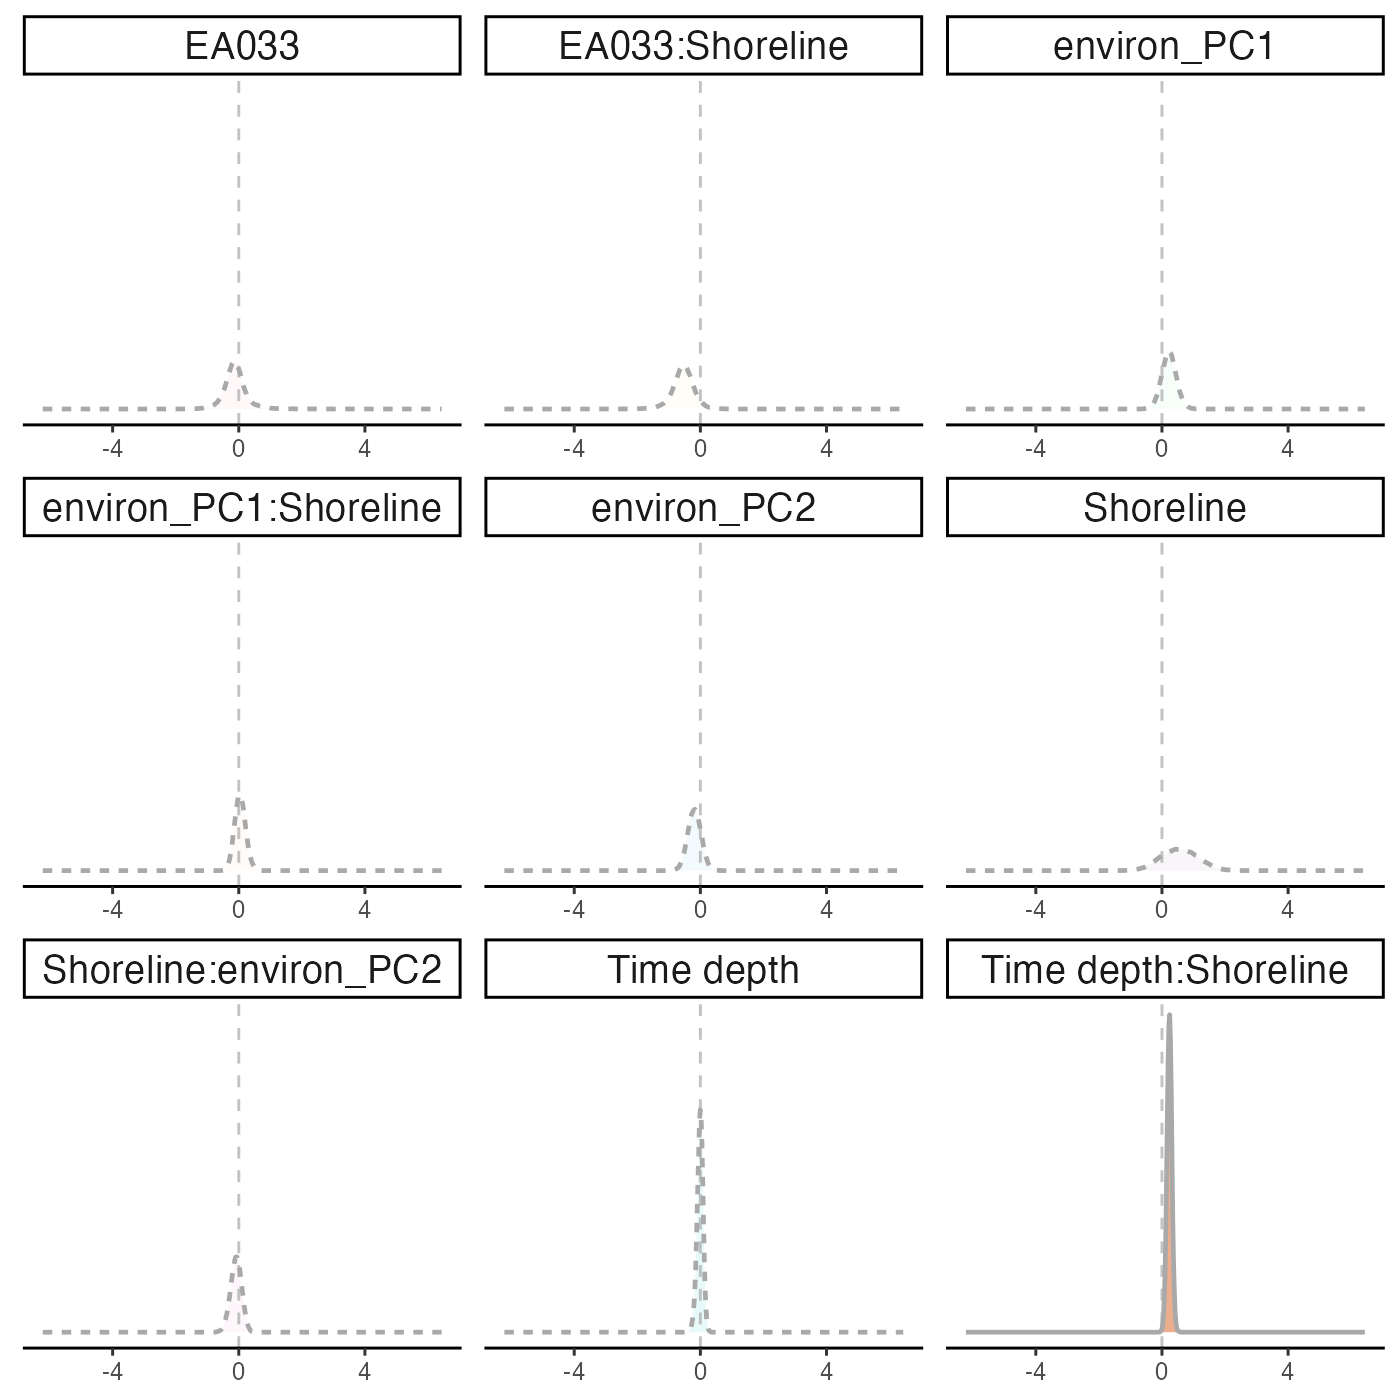 EA033
EA033:Shoreline
environ_PC1
-4 0 4
-4 0 4
-4 0 4
environ_PC1:Shoreline
environ_PC2
Shoreline
-4 0 4
-4 0 4
-4 0 4
Shoreline:environ_PC2
Time depth
Time depth:Shoreline
-4 0 4
-4 0 4
-4 0 4